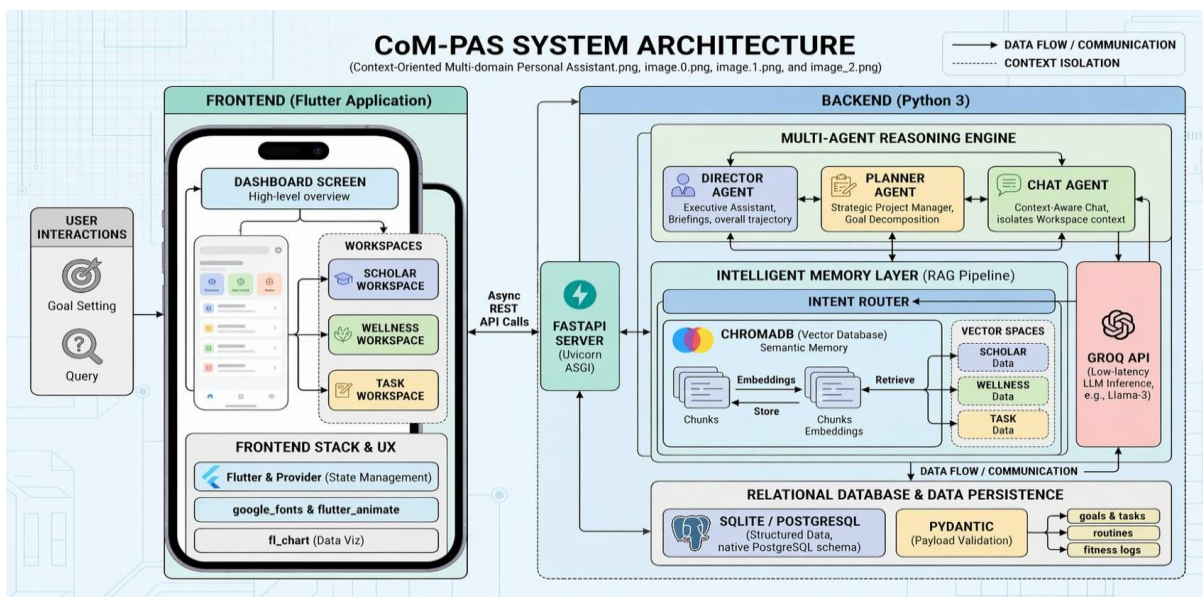 CoM-PAS SYSTEM ARCHITECTURE
(Context-Oriented Multi-domain Personal Assistant.png, image.0.png, image.1.png, and image_2.png)
DATA FLOW / COMMUNICATION
CONTEXT ISOLATION
USER
INTERACTIONS
Goal Setting
Query
FRONTEND (Flutter Application)
DASHBOARD SCREEN
High-level overview
WORKSPACES
SCHOLAR
WORKSPACE
WELLNESS
WORKSPACE
TASK
WORKSPACE
FRONTEND STACK & UX
Flutter & Provider (State Management)
google_fonts & flutter_animate
fl_chart (Data Viz)
Async
REST
API Calls
BACKEND (Python 3)
FASTAPI
SERVER
(Uvicorn
ASGI)
MULTI-AGENT REASONING ENGINE
DIRECTOR
AGENT
Executive Assistant,
Briefings, overall trajectory
PLANNER
AGENT
Strategic Project Manager,
Goal Decomposition
CHAT AGENT
Context-Aware Chat,
isolates Workspace context
INTELLIGENT MEMORY LAYER (RAG Pipeline)
INTENT ROUTER
CHROMADB (Vector Database)
Semantic Memory
Chunks
Embeddings
Store
Chunks
Embeddings
Retrieve
VECTOR SPACES
SCHOLAR
Data
WELLNESS
Data
TASK
Data
GROQ API
(Low-latency
LLM Inference,
e.g., Llama-3)
DATA FLOW / COMMUNICATION
RELATIONAL DATABASE & DATA PERSISTENCE
SQLITE / POSTGRESQL
(Structured Data,
native PostgreSQL schema)
PYDANTIC
(Payload Validation)
goals & tasks
routines
fitness logs